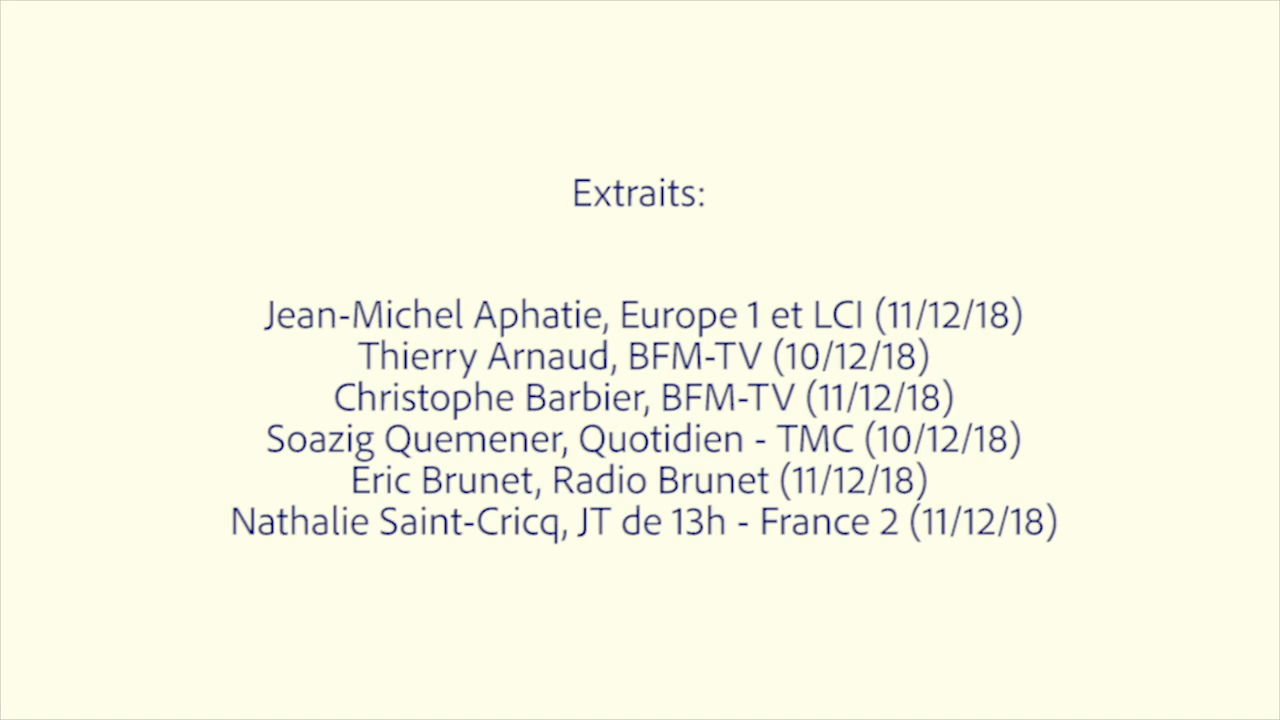 Extraits:
Jean-Michel Aphatie, Europe 1 et LCI (11/12/18)
Thierry Arnaud, BFM-TV (10/12/18)
Christophe Barbier, BFM-TV (11/12/18)
Soazig Quemener, Quotidien - TMC (10/12/18)
Eric Brunet, Radio Brunet (11/12/18)
Nathalie Saint-Cricq, JT de 13h - France 2 (11/12/18)